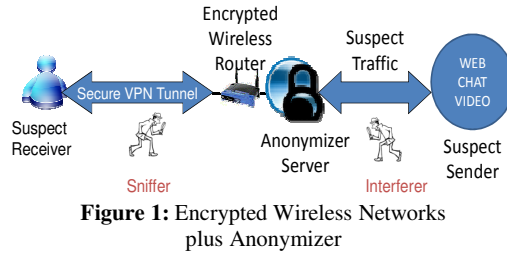 Encrypted
Wireless
Router
Suspect
Traffic
WEB
CHAT
VIDEO
Secure VPN Tunnel
Suspect
Receiver
Anonymizer
Server
Suspect
Sender
Sniffer
Interferer
Figure 1: Encrypted Wireless Networks
plus Anonymizer